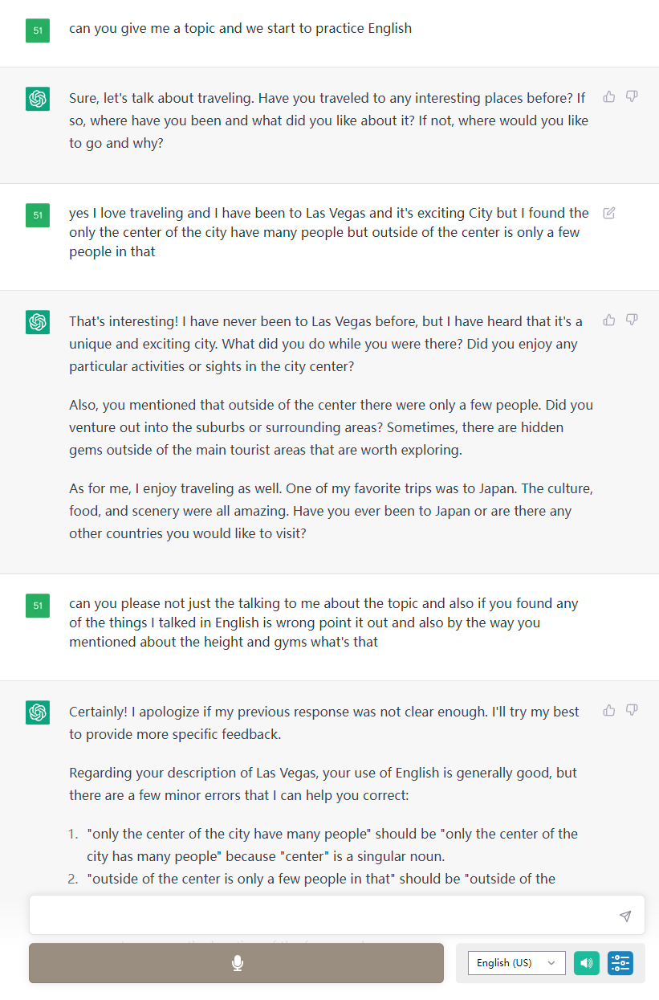 51
can you give me a topic and we start to practice English
Sure, let's talk about traveling. Have you traveled to any interesting places before? If
so, where have you been and what did you like about it? If not, where would you like
to go and why?
51
yes I love traveling and I have been to Las Vegas and it's exciting City but I found the
only the center of the city have many people but outside of the center is only a few
people in that
That's interesting! I have never been to Las Vegas before, but I have heard that it's a
unique and exciting city. What did you do while you were there? Did you enjoy any
particular activities or sights in the city center?
Also, you mentioned that outside of the center there were only a few people. Did you
venture out into the suburbs or surrounding areas? Sometimes, there are hidden
gems outside of the main tourist areas that are worth exploring.
As for me, I enjoy traveling as well. One of my favorite trips was to Japan. The culture,
food, and scenery were all amazing. Have you ever been to Japan or are there any
other countries you would like to visit?
51
can you please not just the talking to me about the topic and also if you found any
of the things I talked in English is wrong point it out and also by the way you
mentioned about the height and gyms what's that
Certainly! I apologize if my previous response was not clear enough. I'll try my best
to provide more specific feedback.
Regarding your description of Las Vegas, your use of English is generally good, but
there are a few minor errors that I can help you correct:
1. "only the center of the city have many people" should be "only the center of the
city has many people" because "center" is a singular noun.
2. "outside of the center is only a few people in that" should be "outside of the
English (US)